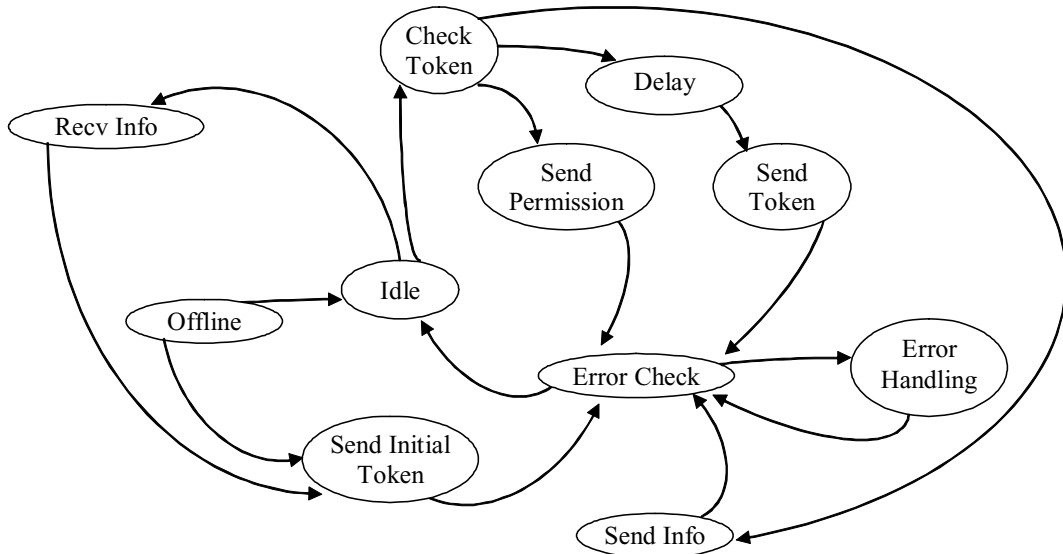 Check
Token
Delay
Recv Info
Send
Permission
Send
Token
Idle
Offline
Error Check
Error
Handling
Send Initial
Token
Send Info